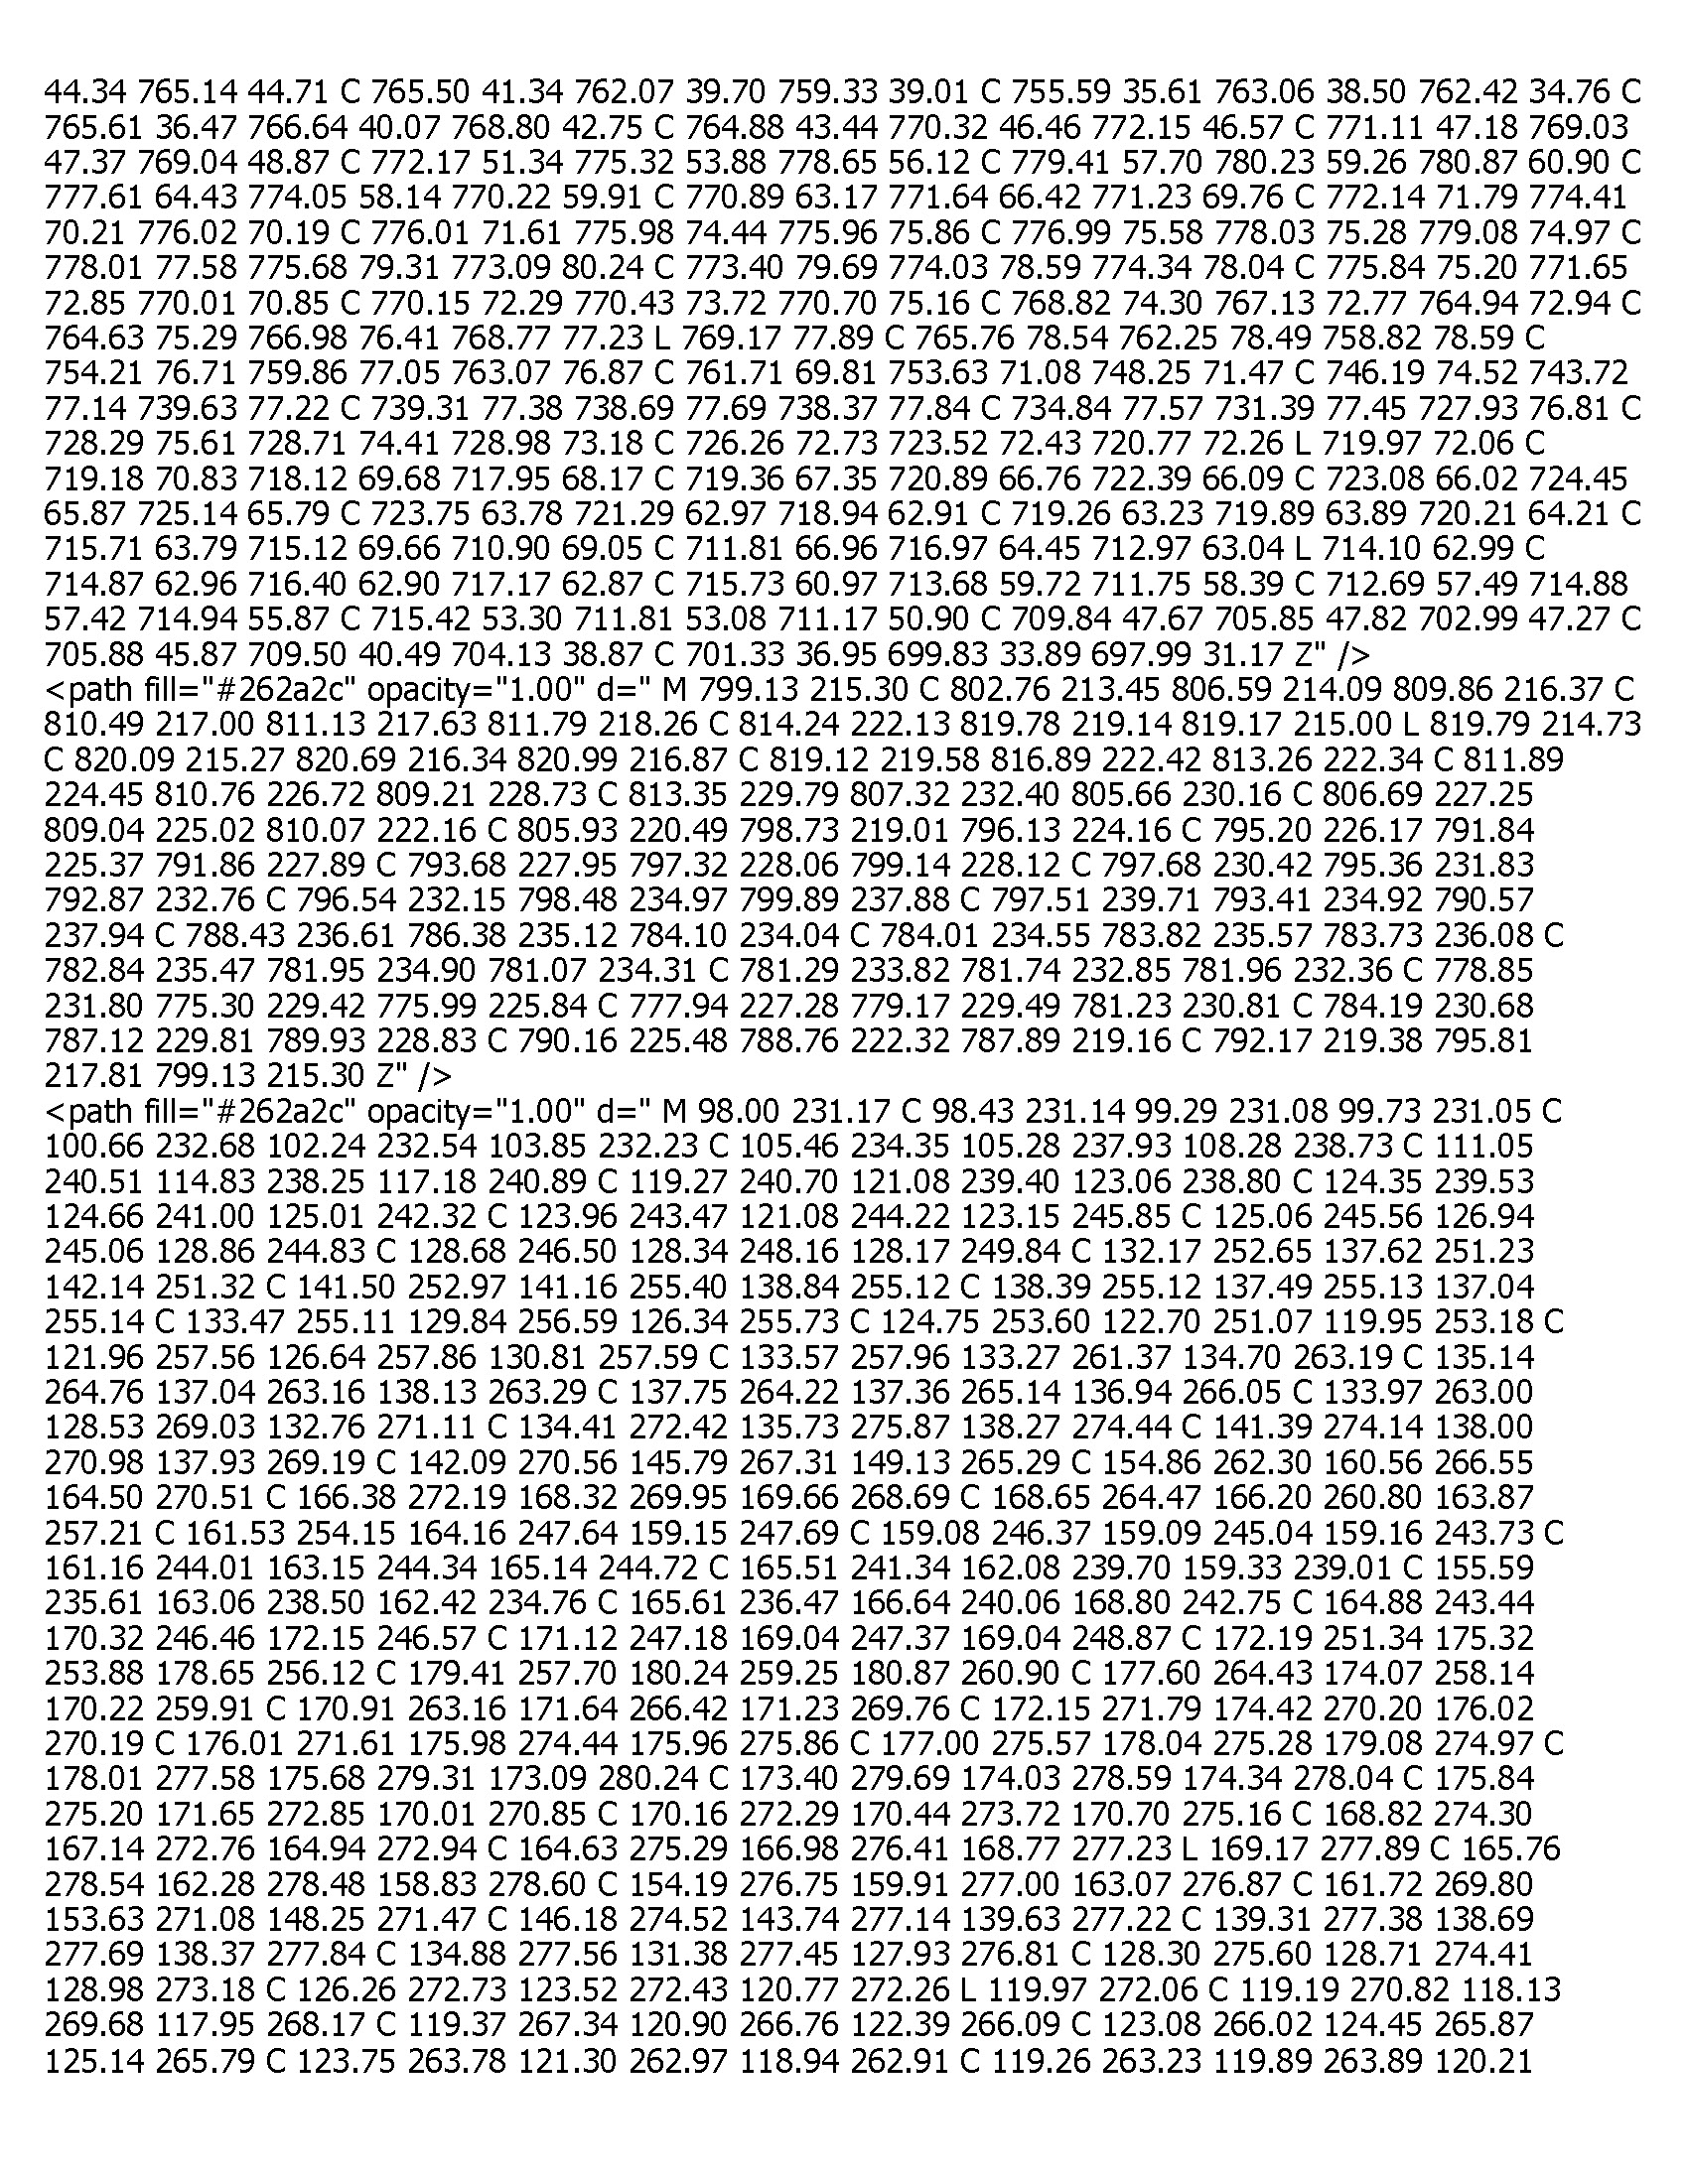 44.34 765.14 44.71 C 765.50 41.34 762.07 39.70 759.33 39.01 C 755.59 35.61 763.06 38.50 762.42 34.76 C
765.61 36.47 766.64 40.07 768.80 42.75 C 764.88 43.44 770.32 46.46 772.15 46.57 C 771.11 47.18 769.03
47.37 769.04 48.87 C 772.17 51.34 775.32 53.88 778.65 56.12 C 779.41 57.70 780.23 59.26 780.87 60.90 C
777.61 64.43 774.05 58.14 770.22 59.91 C 770.89 63.17 771.64 66.42 771.23 69.76 C 772.14 71.79 774.41
70.21 776.02 70.19 C 776.01 71.61 775.98 74.44 775.96 75.86 C 776.99 75.58 778.03 75.28 779.08 74.97 C
778.01 77.58 775.68 79.31 773.09 80.24 C 773.40 79.69 774.03 78.59 774.34 78.04 C 775.84 75.20 771.65
72.85 770.01 70.85 C 770.15 72.29 770.43 73.72 770.70 75.16 C 768.82 74.30 767.13 72.77 764.94 72.94 C
764.63 75.29 766.98 76.41 768.77 77.23 L 769.17 77.89 C 765.76 78.54 762.25 78.49 758.82 78.59 C
754.21 76.71 759.86 77.05 763.07 76.87 C 761.71 69.81 753.63 71.08 748.25 71.47 C 746.19 74.52 743.72
77.14 739.63 77.22 C 739.31 77.38 738.69 77.69 738.37 77.84 C 734.84 77.57 731.39 77.45 727.93 76.81 C
728.29 75.61 728.71 74.41 728.98 73.18 C 726.26 72.73 723.52 72.43 720.77 72.26 L 719.97 72.06 C
719.18 70.83 718.12 69.68 717.95 68.17 C 719.36 67.35 720.89 66.76 722.39 66.09 C 723.08 66.02 724.45
65.87 725.14 65.79 C 723.75 63.78 721.29 62.97 718.94 62.91 C 719.26 63.23 719.89 63.89 720.21 64.21 C
715.71 63.79 715.12 69.66 710.90 69.05 C 711.81 66.96 716.97 64.45 712.97 63.04 L 714.10 62.99 C
714.87 62.96 716.40 62.90 717.17 62.87 C 715.73 60.97 713.68 59.72 711.75 58.39 C 712.69 57.49 714.88
57.42 714.94 55.87 C 715.42 53.30 711.81 53.08 711.17 50.90 C 709.84 47.67 705.85 47.82 702.99 47.27 C
705.88 45.87 709.50 40.49 704.13 38.87 C 701.33 36.95 699.83 33.89 697.99 31.17 Z" />
<path fill="#262a2c" opacity="1.00" d=" M 799.13 215.30 C 802.76 213.45 806.59 214.09 809.86 216.37 C
810.49 217.00 811.13 217.63 811.79 218.26 C 814.24 222.13 819.78 219.14 819.17 215.00 L 819.79 214.73
C 820.09 215.27 820.69 216.34 820.99 216.87 C 819.12 219.58 816.89 222.42 813.26 222.34 C 811.89
224.45 810.76 226.72 809.21 228.73 C 813.35 229.79 807.32 232.40 805.66 230.16 C 806.69 227.25
809.04 225.02 810.07 222.16 C 805.93 220.49 798.73 219.01 796.13 224.16 C 795.20 226.17 791.84
225.37 791.86 227.89 C 793.68 227.95 797.32 228.06 799.14 228.12 C 797.68 230.42 795.36 231.83
792.87 232.76 C 796.54 232.15 798.48 234.97 799.89 237.88 C 797.51 239.71 793.41 234.92 790.57
237.94 C 788.43 236.61 786.38 235.12 784.10 234.04 C 784.01 234.55 783.82 235.57 783.73 236.08 C
782.84 235.47 781.95 234.90 781.07 234.31 C 781.29 233.82 781.74 232.85 781.96 232.36 C 778.85
231.80 775.30 229.42 775.99 225.84 C 777.94 227.28 779.17 229.49 781.23 230.81 C 784.19 230.68
787.12 229.81 789.93 228.83 C 790.16 225.48 788.76 222.32 787.89 219.16 C 792.17 219.38 795.81
217.81 799.13 215.30 Z" />
<path fill="#262a2c" opacity="1.00" d=" M 98.00 231.17 C 98.43 231.14 99.29 231.08 99.73 231.05 C
100.66 232.68 102.24 232.54 103.85 232.23 C 105.46 234.35 105.28 237.93 108.28 238.73 C 111.05
240.51 114.83 238.25 117.18 240.89 C 119.27 240.70 121.08 239.40 123.06 238.80 C 124.35 239.53
124.66 241.00 125.01 242.32 C 123.96 243.47 121.08 244.22 123.15 245.85 C 125.06 245.56 126.94
245.06 128.86 244.83 C 128.68 246.50 128.34 248.16 128.17 249.84 C 132.17 252.65 137.62 251.23
142.14 251.32 C 141.50 252.97 141.16 255.40 138.84 255.12 C 138.39 255.12 137.49 255.13 137.04
255.14 C 133.47 255.11 129.84 256.59 126.34 255.73 C 124.75 253.60 122.70 251.07 119.95 253.18 C
121.96 257.56 126.64 257.86 130.81 257.59 C 133.57 257.96 133.27 261.37 134.70 263.19 C 135.14
264.76 137.04 263.16 138.13 263.29 C 137.75 264.22 137.36 265.14 136.94 266.05 C 133.97 263.00
128.53 269.03 132.76 271.11 C 134.41 272.42 135.73 275.87 138.27 274.44 C 141.39 274.14 138.00
270.98 137.93 269.19 C 142.09 270.56 145.79 267.31 149.13 265.29 C 154.86 262.30 160.56 266.55
164.50 270.51 C 166.38 272.19 168.32 269.95 169.66 268.69 C 168.65 264.47 166.20 260.80 163.87
257.21 C 161.53 254.15 164.16 247.64 159.15 247.69 C 159.08 246.37 159.09 245.04 159.16 243.73 C
161.16 244.01 163.15 244.34 165.14 244.72 C 165.51 241.34 162.08 239.70 159.33 239.01 C 155.59
235.61 163.06 238.50 162.42 234.76 C 165.61 236.47 166.64 240.06 168.80 242.75 C 164.88 243.44
170.32 246.46 172.15 246.57 C 171.12 247.18 169.04 247.37 169.04 248.87 C 172.19 251.34 175.32
253.88 178.65 256.12 C 179.41 257.70 180.24 259.25 180.87 260.90 C 177.60 264.43 174.07 258.14
170.22 259.91 C 170.91 263.16 171.64 266.42 171.23 269.76 C 172.15 271.79 174.42 270.20 176.02
270.19 C 176.01 271.61 175.98 274.44 175.96 275.86 C 177.00 275.57 178.04 275.28 179.08 274.97 C
178.01 277.58 175.68 279.31 173.09 280.24 C 173.40 279.69 174.03 278.59 174.34 278.04 C 175.84
275.20 171.65 272.85 170.01 270.85 C 170.16 272.29 170.44 273.72 170.70 275.16 C 168.82 274.30
167.14 272.76 164.94 272.94 C 164.63 275.29 166.98 276.41 168.77 277.23 L 169.17 277.89 C 165.76
278.54 162.28 278.48 158.83 278.60 C 154.19 276.75 159.91 277.00 163.07 276.87 C 161.72 269.80
153.63 271.08 148.25 271.47 C 146.18 274.52 143.74 277.14 139.63 277.22 C 139.31 277.38 138.69
277.69 138.37 277.84 C 134.88 277.56 131.38 277.45 127.93 276.81 C 128.30 275.60 128.71 274.41
128.98 273.18 C 126.26 272.73 123.52 272.43 120.77 272.26 L 119.97 272.06 C 119.19 270.82 118.13
269.68 117.95 268.17 C 119.37 267.34 120.90 266.76 122.39 266.09 C 123.08 266.02 124.45 265.87
125.14 265.79 C 123.75 263.78 121.30 262.97 118.94 262.91 C 119.26 263.23 119.89 263.89 120.21